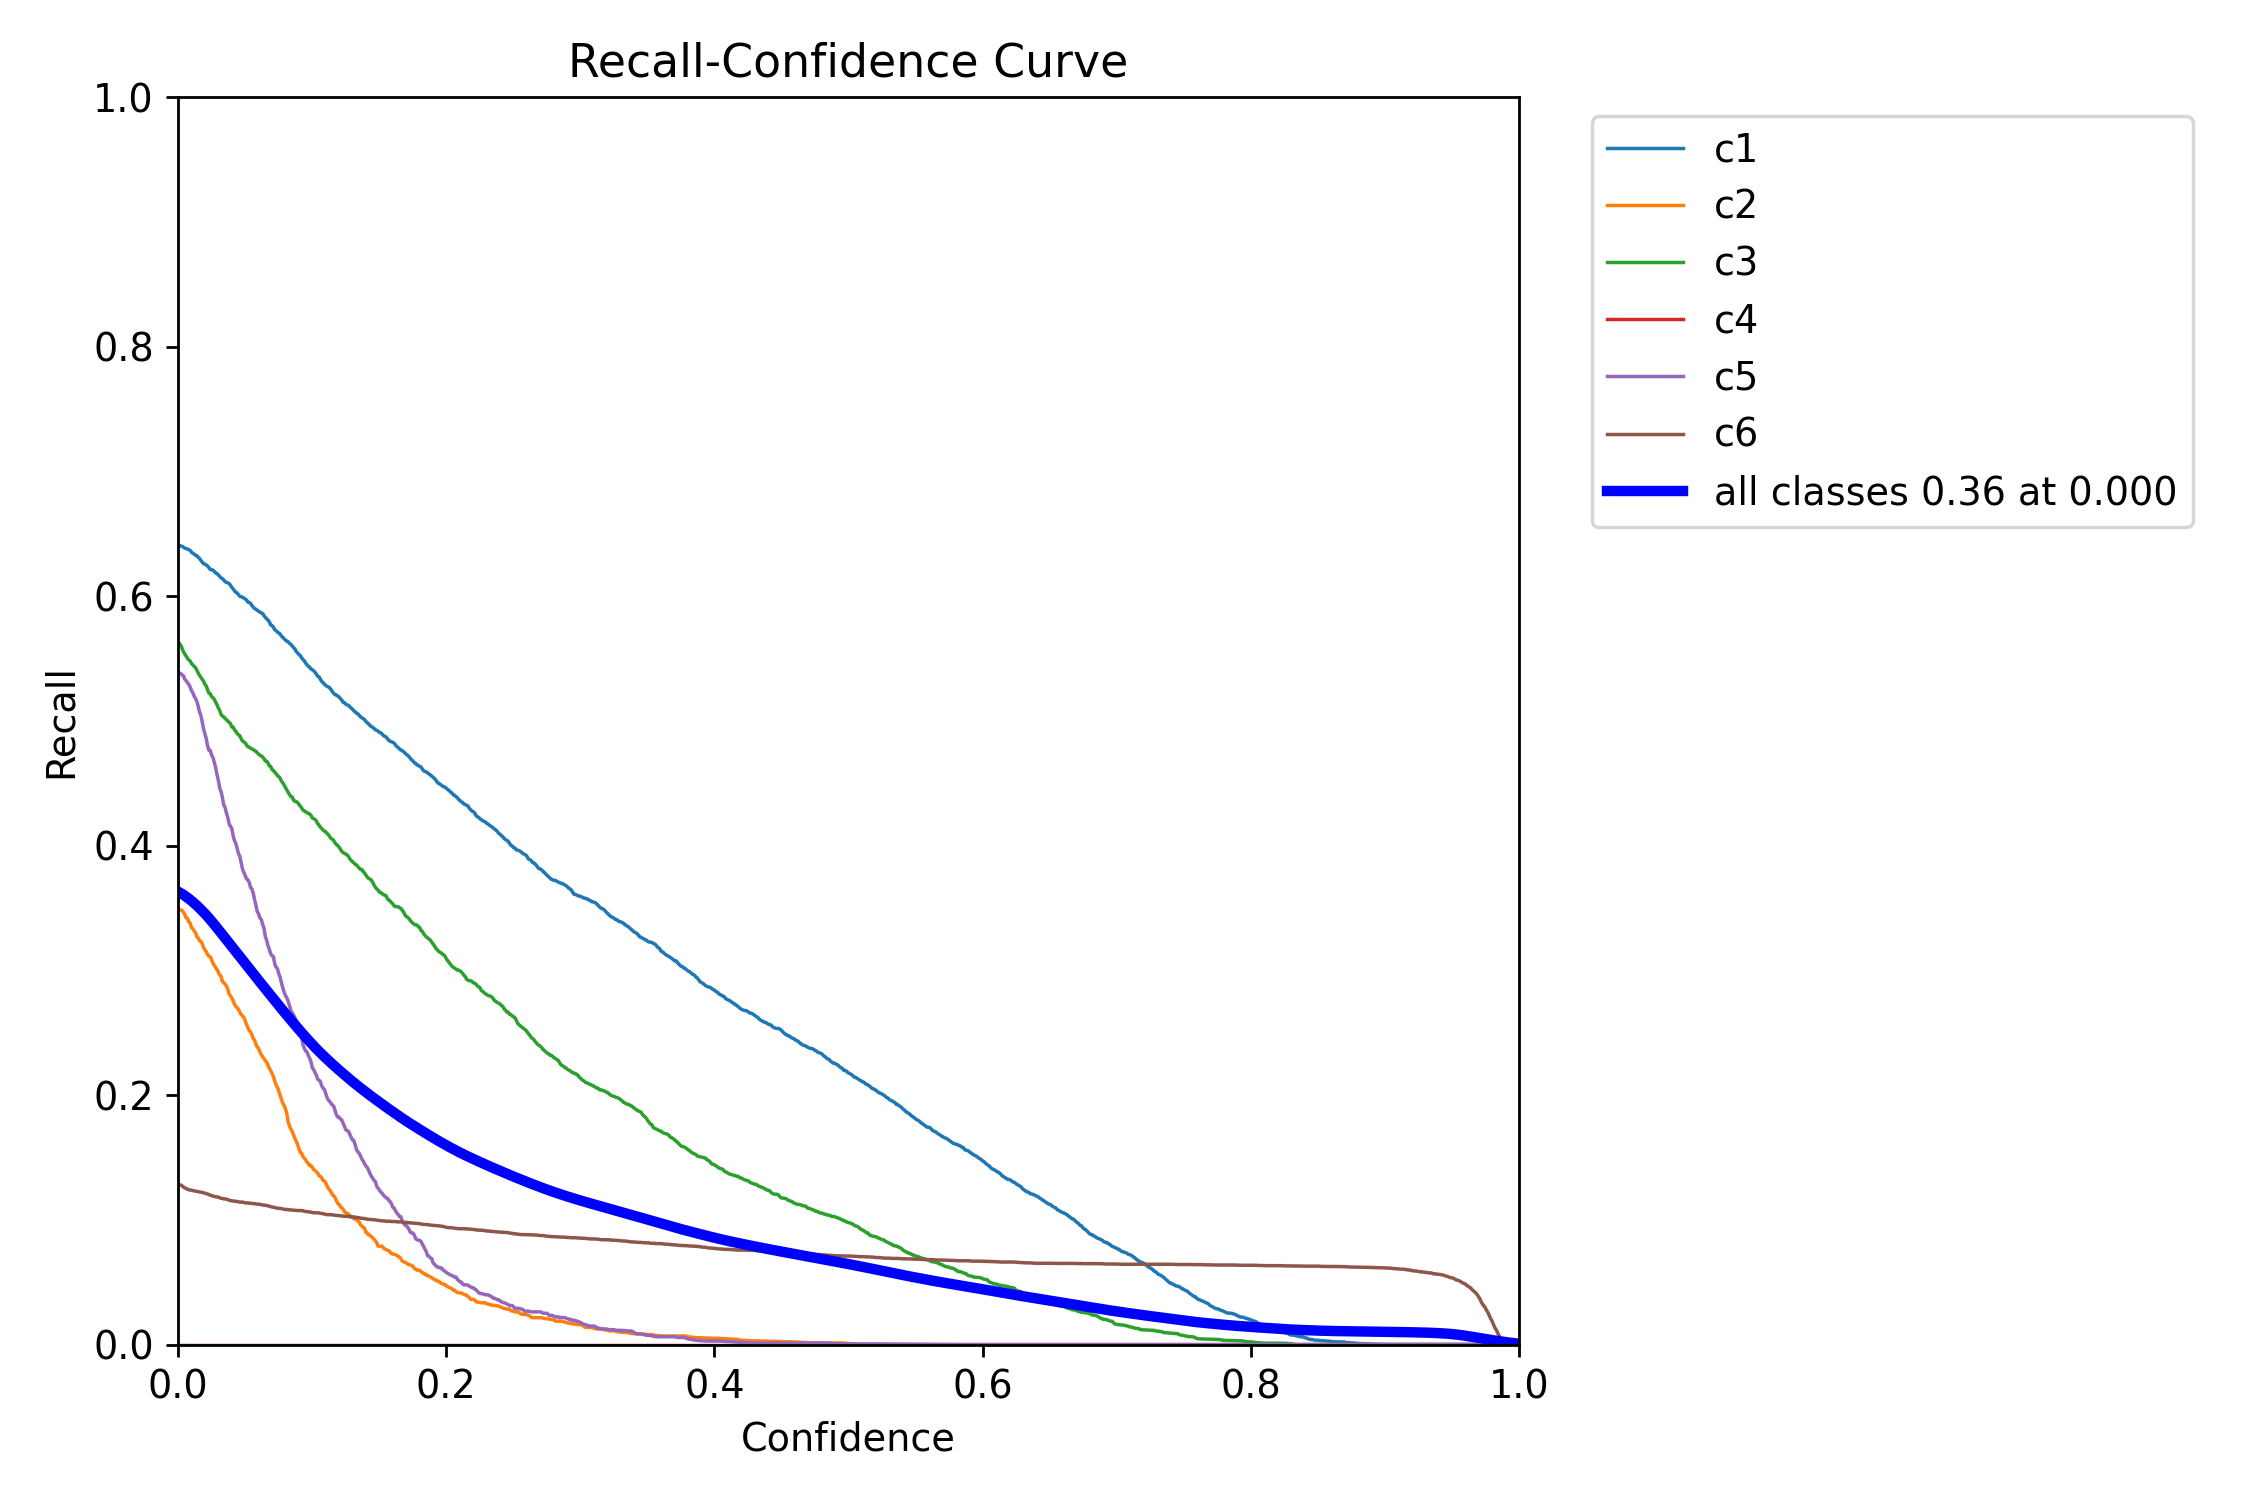 Recall-Confidence Curve
1.0
0.8
0.6
0.4
0.2
0.0
Recall
0.0 0.2 0.4 0.6 0.8 1.0
Confidence
c1
c2
c3
c4
c5
c6
all classes 0.36 at 0.000